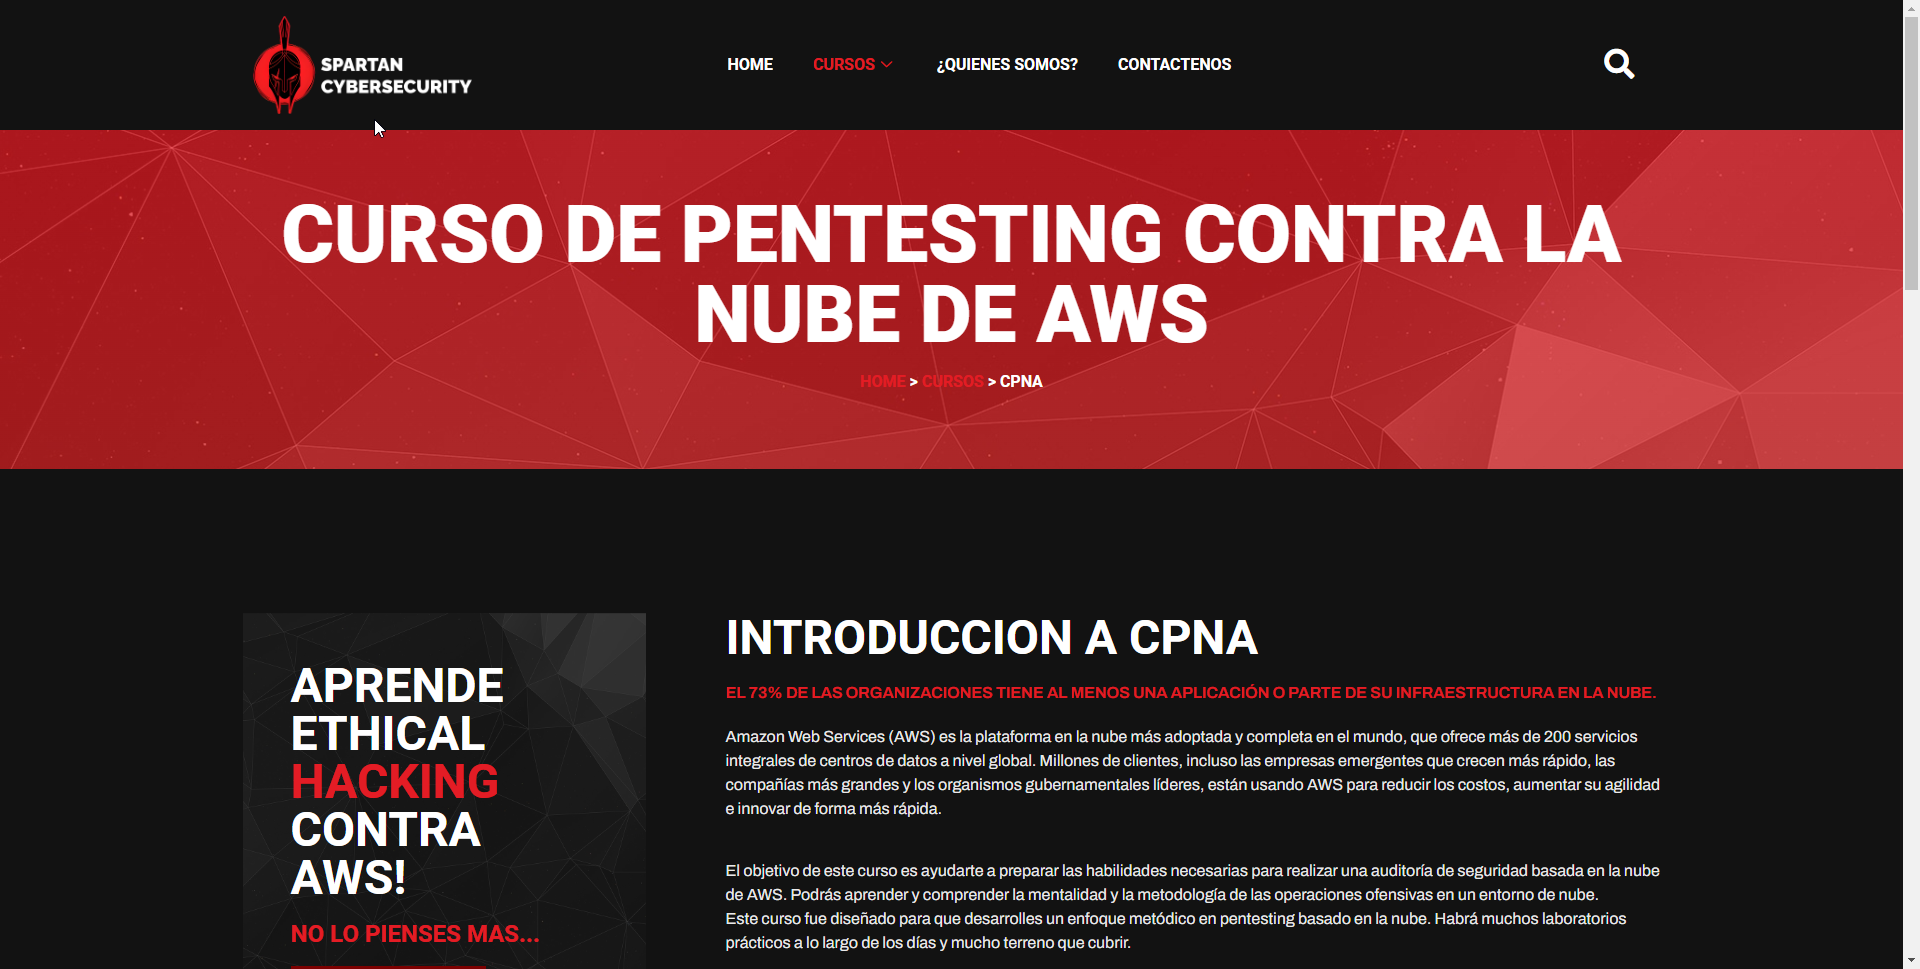 SPARTAN
CYBERSECURITY
HOME
CURSOS
¿QUIENES SOMOS?
CONTACTENOS
CURSO DE PENTESTING CONTRA LA
NUBE DE AWS
HOME > CURSOS > CPNA
APRENDE
ETHICAL
HACKING
CONTRA
AWS!
NO LO PIENSES MAS...
INTRODUCCION A CPNA
EL 73% DE LAS ORGANIZACIONES TIENE AL MENOS UNA APLICACIÓN O PARTE DE SU INFRAESTRUCTURA EN LA NUBE.
Amazon Web Services (AWS) es la plataforma en la nube más adoptada y completa en el mundo, que ofrece más de 200 servicios
integrales de centros de datos a nivel global. Millones de clientes, incluso las empresas emergentes que crecen más rápido, las
compañías más grandes y los organismos gubernamentales líderes, están usando AWS para reducir los costos, aumentar su agilidad
e innovar de forma más rápida.
El objetivo de este curso es ayudarte a preparar las habilidades necesarias para realizar una auditoría de seguridad basada en la nube
de AWS. Podrás aprender y comprender la mentalidad y la metodología de las operaciones ofensivas en un entorno de nube.
Este curso fue diseñado para que desarrolles un enfoque metódico en pentesting basado en la nube. Habrá muchos laboratorios
prácticos a lo largo de los días y mucho terreno que cubrir.